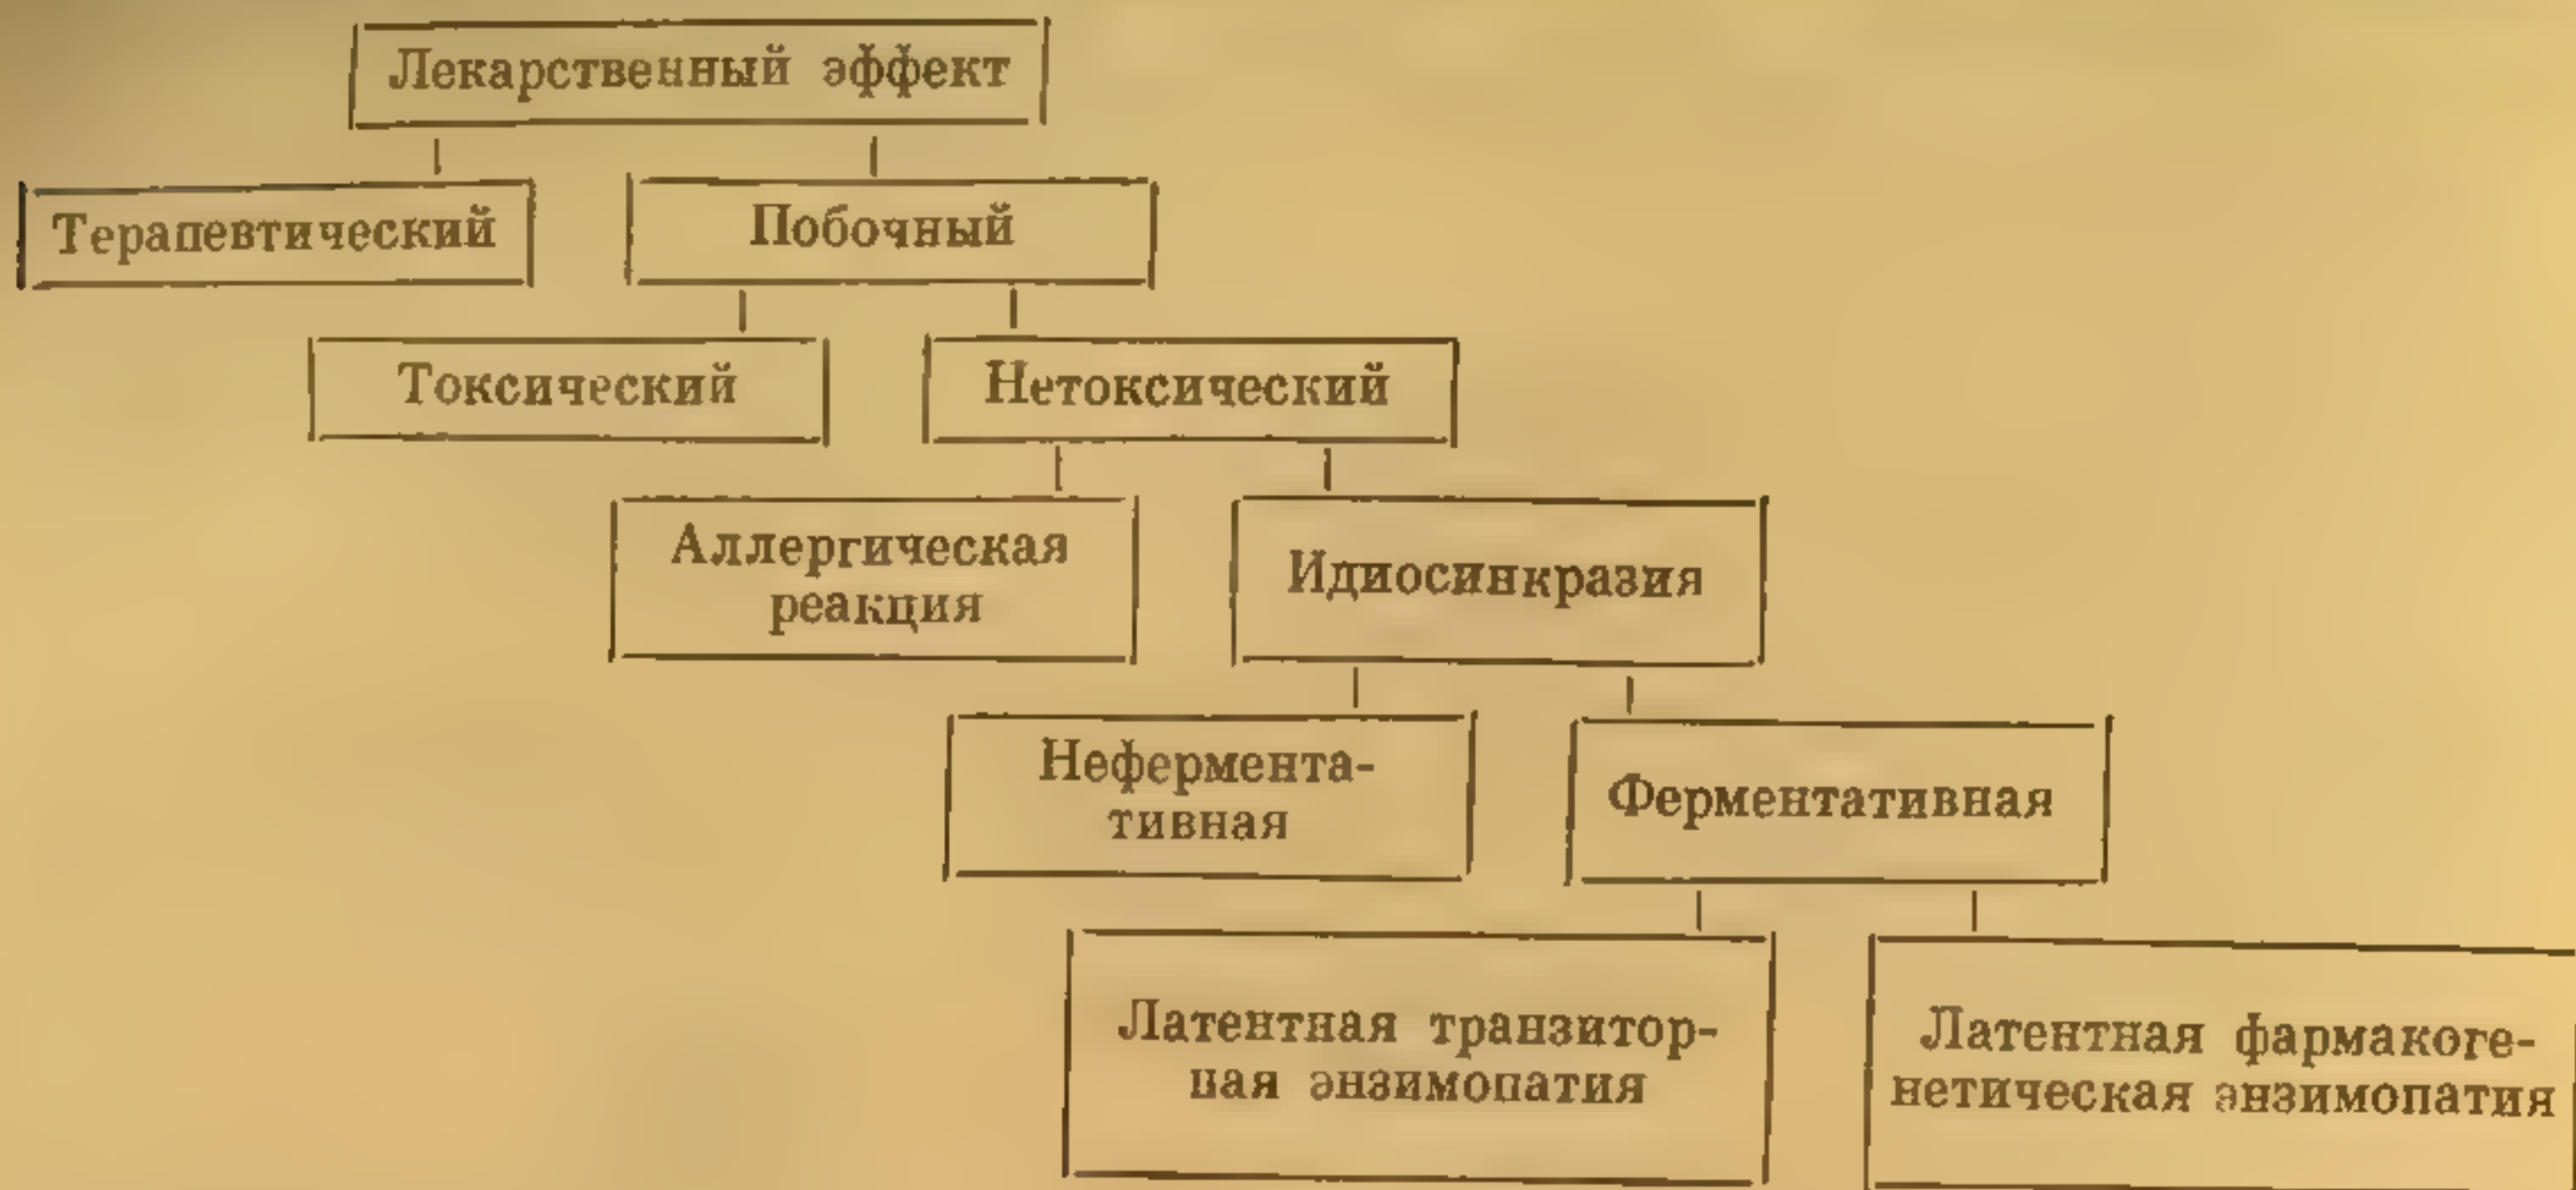 Лекарственный эффект
Терапевтический
Побочный
Токсический
Нетоксический
Аллергическая
реакция
Идиосинкразия
Нефермента-
тивная
Ферментативная
Латентная транзитор-
ная энзимопатия
Латентная фармакоге-
нетическая энзимопатия